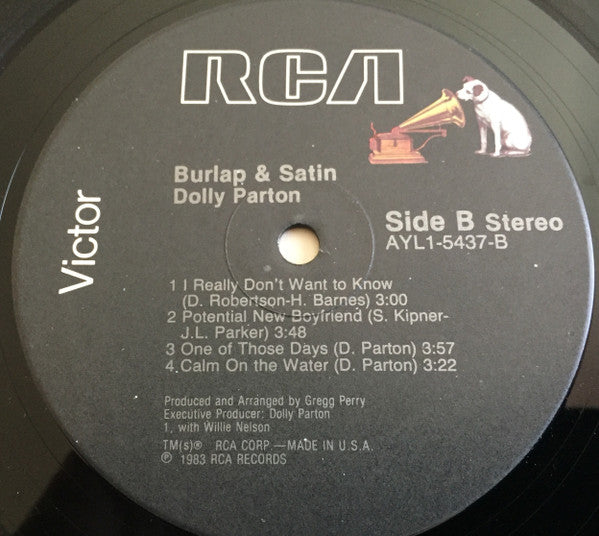 RCA
Victor
Burlap & Satin
Dolly Parton
Side B Stereo
AYL1-5437-B
1 I Really Don't Want to Know
(D. Robertson-H. Barnes) 3:00
2 Potential New Boyfriend (S. Kipner-
J.L. Parker) 3:48
3 One of Those Days (D. Parton) 3:57
4. Calm On the Water (D. Parton) 3:22
Produced and Arranged by Gregg Perry
Executive Producer: Dolly Parton
1, with Willie Nelson
TM(s)® RCA CORP —MADE IN U.S.A.
℗ 1983 RCA RECORDS